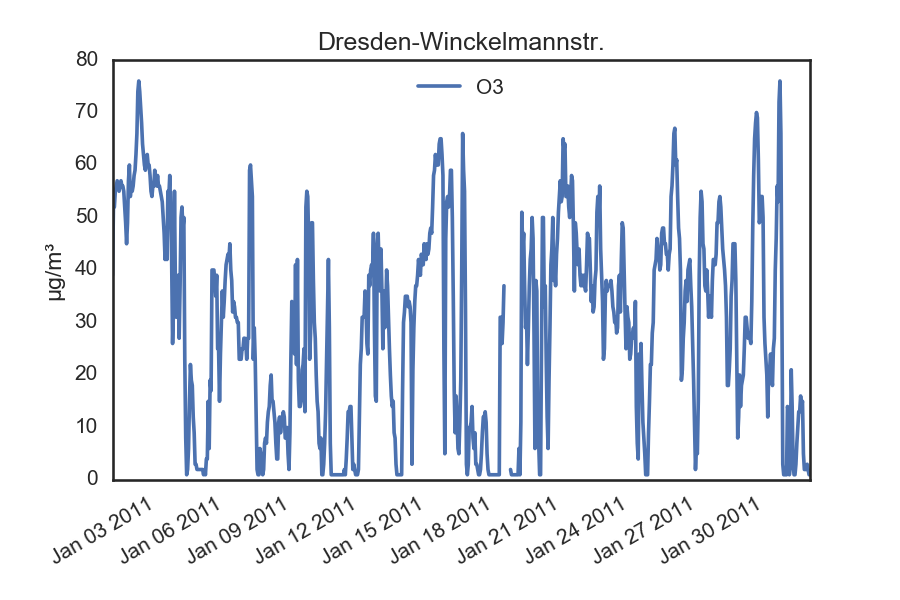 Dresden-Winckelmannstr.
O3
µg/m³
80
70
60
50
40
30
20
10
0
Jan 03 2011
Jan 06 2011
Jan 09 2011
Jan 12 2011
Jan 15 2011
Jan 18 2011
Jan 21 2011
Jan 24 2011
Jan 27 2011
Jan 30 2011